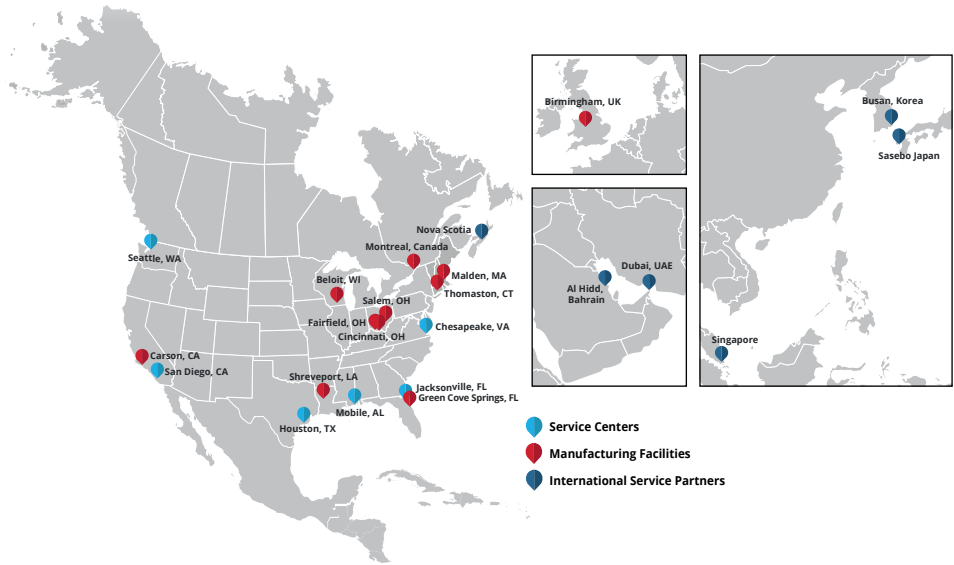 Nova Scotia
Montreal, Canada
Seattle, WA
Malden, MA
Beloit, WI
Thomaston, CT
Salem, OH
Fairfield, OH
Chesapeake, VA
Cincinnati, OH
Carson, CA
San Diego, CA
Shreveport, LA
Jacksonville, FL
Green Cove Springs, FL
Mobile, AL
Houston, TX
Birmingham, UK
Dubai, UAE
Al Hidd,
Bahrain
Busan, Korea
Sasebo Japan
Singapore
Service Centers
Manufacturing Facilities
International Service Partners